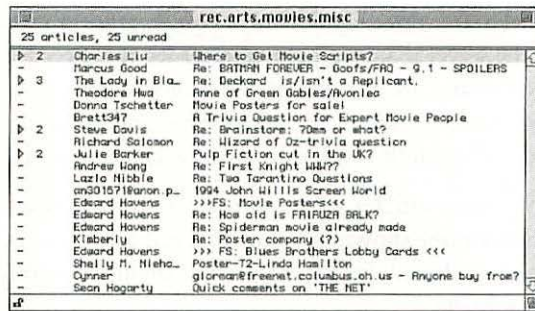 rec.arts.movies.misc
25 articles, 25 unread
▷ 2 Charles Liu Where to Get Movie Scripts?
- Marcus Good Re: BATMAN FOREVER - Goofs/FAQ - 9.1 - SPOILERS
▷ 3 The Lady in Bla… Re: Deckard is/isn't a Replicant.
- Theodore Hwa Anne of Green Gables/Avonlea
- Donna Tschetter Movie Posters for sale!
- Brett347 A Trivia Question for Expert Movie People
▷ 2 Steve Davis Re: Brainstorm: 70mm or what?
- Richard Salomon Re: Wizard of Oz-trivia question
▷ 2 Julie Barker Pulp Fiction cut in the UK?
- Andrew Wong Re: First Knight WWW??
- Lazlo Nibble Re: Two Tarantino Questions
- an301571@anon.p… 1994 John Willis Screen World
- Edward Havens >>>FS: Movie Posters<<<
- Edward Havens Re: How old is FAIRUZA BALK?
- Edward Havens Re: Spiderman movie already made
- Kimberly Re: Poster company (?)
- Edward Havens >>> FS: Blues Brothers Lobby Cards <<<
- Shelly M. Nieha… Poster-T2-Linda Hamilton
- Cynner glorman@freenet.columbus.oh.us - Anyone buy from?
- Sean Hogarty Quick comments on 'THE NET'